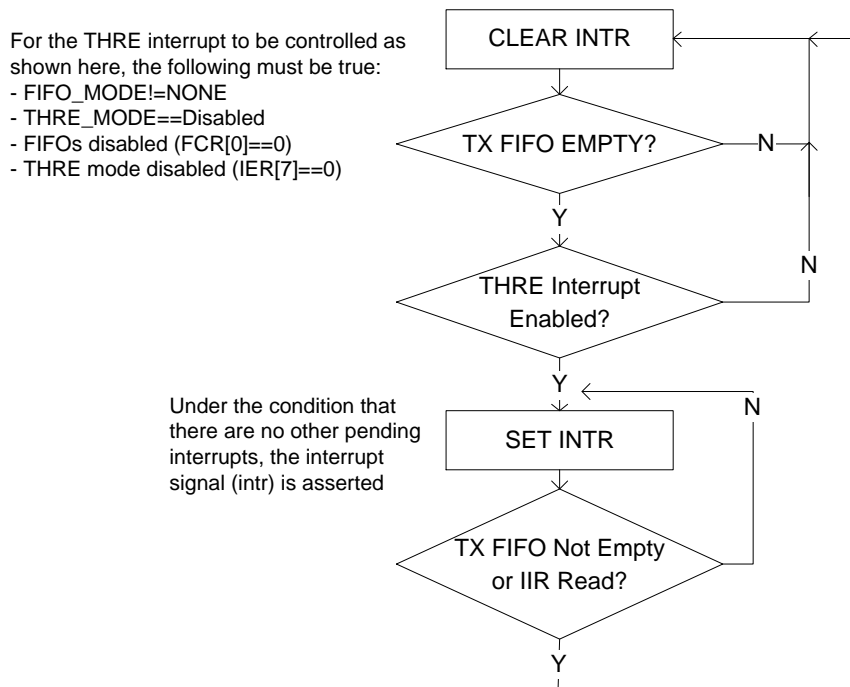 For the THRE interrupt to be controlled as
shown here, the following must be true:
- FIFO_MODE!=NONE
- THRE_MODE==Disabled
- FIFOs disabled (FCR[0]==0)
- THRE mode disabled (IER[7]==0)
CLEAR INTR
TX FIFO EMPTY?
N
Y
THRE Interrupt
Enabled?
N
Y
Under the condition that
there are no other pending
interrupts, the interrupt
signal (intr) is asserted
SET INTR
N
TX FIFO Not Empty
or IIR Read?
Y